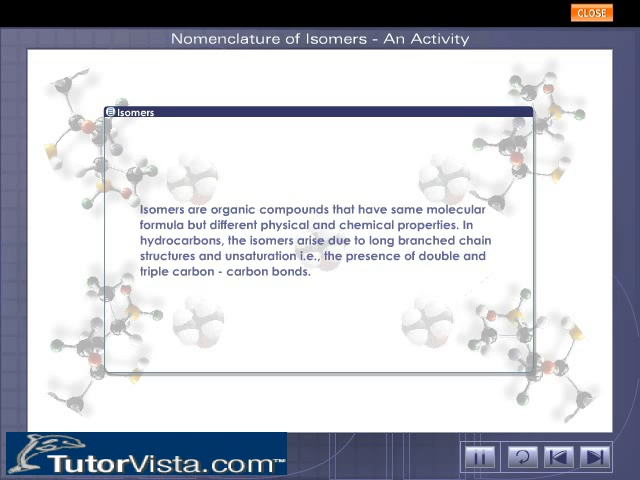 CLOSE
Nomenclature of Isomers - An Activity
Isomers
Isomers are organic compounds that have same molecular
formula but different physical and chemical properties. In
hydrocarbons, the isomers arise due to long branched chain
structures and unsaturation i.e., the presence of double and
triple carbon - carbon bonds.
TutorVista.com™